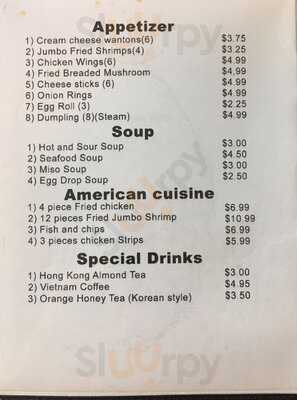 Appetizer
1) Cream cheese wantons(6) $3.75
2) Jumbo Fried Shrimps(4) $3.25
3) Chicken Wings(6) $4.99
4) Fried Breaded Mushroom $4.99
5) Cheese sticks (6) $4.99
6) Onion Rings $4.99
7) Egg Roll (3) $2.25
8) Dumpling (8)(Steam) $4.99
Soup
1) Hot and Sour Soup $3.00
2) Seafood Soup $4.50
3) Miso Soup $3.00
4) Egg Drop Soup $2.50
American cuisine
1) 4 piece Fried chicken $6.99
2) 12 pieces Fried Jumbo Shrimp $10.99
3) Fish and chips $6.99
4) 3 pieces chicken Strips $5.99
Special Drinks
1) Hong Kong Almond Tea $3.00
2) Vietnam Coffee $4.95
3) Orange Honey Tea (Korean style) $3.50
Sluurpy